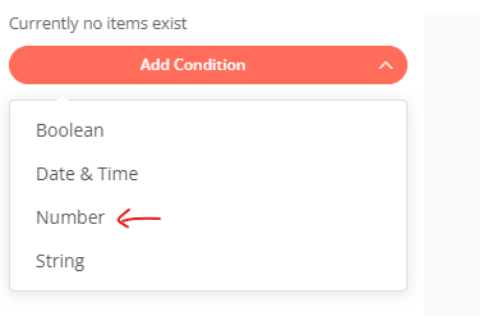 Currently no items exist
Add Condition
Boolean
Date & Time
Number
String